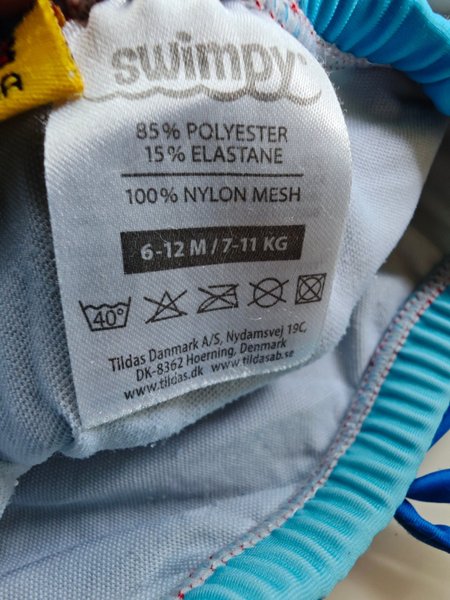 swimpy
85% POLYESTER
15% ELASTANE
100% NYLON MESH
6-12 M / 7-11 KG
40°
Tildas Danmark A/S, Nydamsvej 19C,
DK-8362 Hoerning, Denmark
www.tildas.dk www.tildasab.se